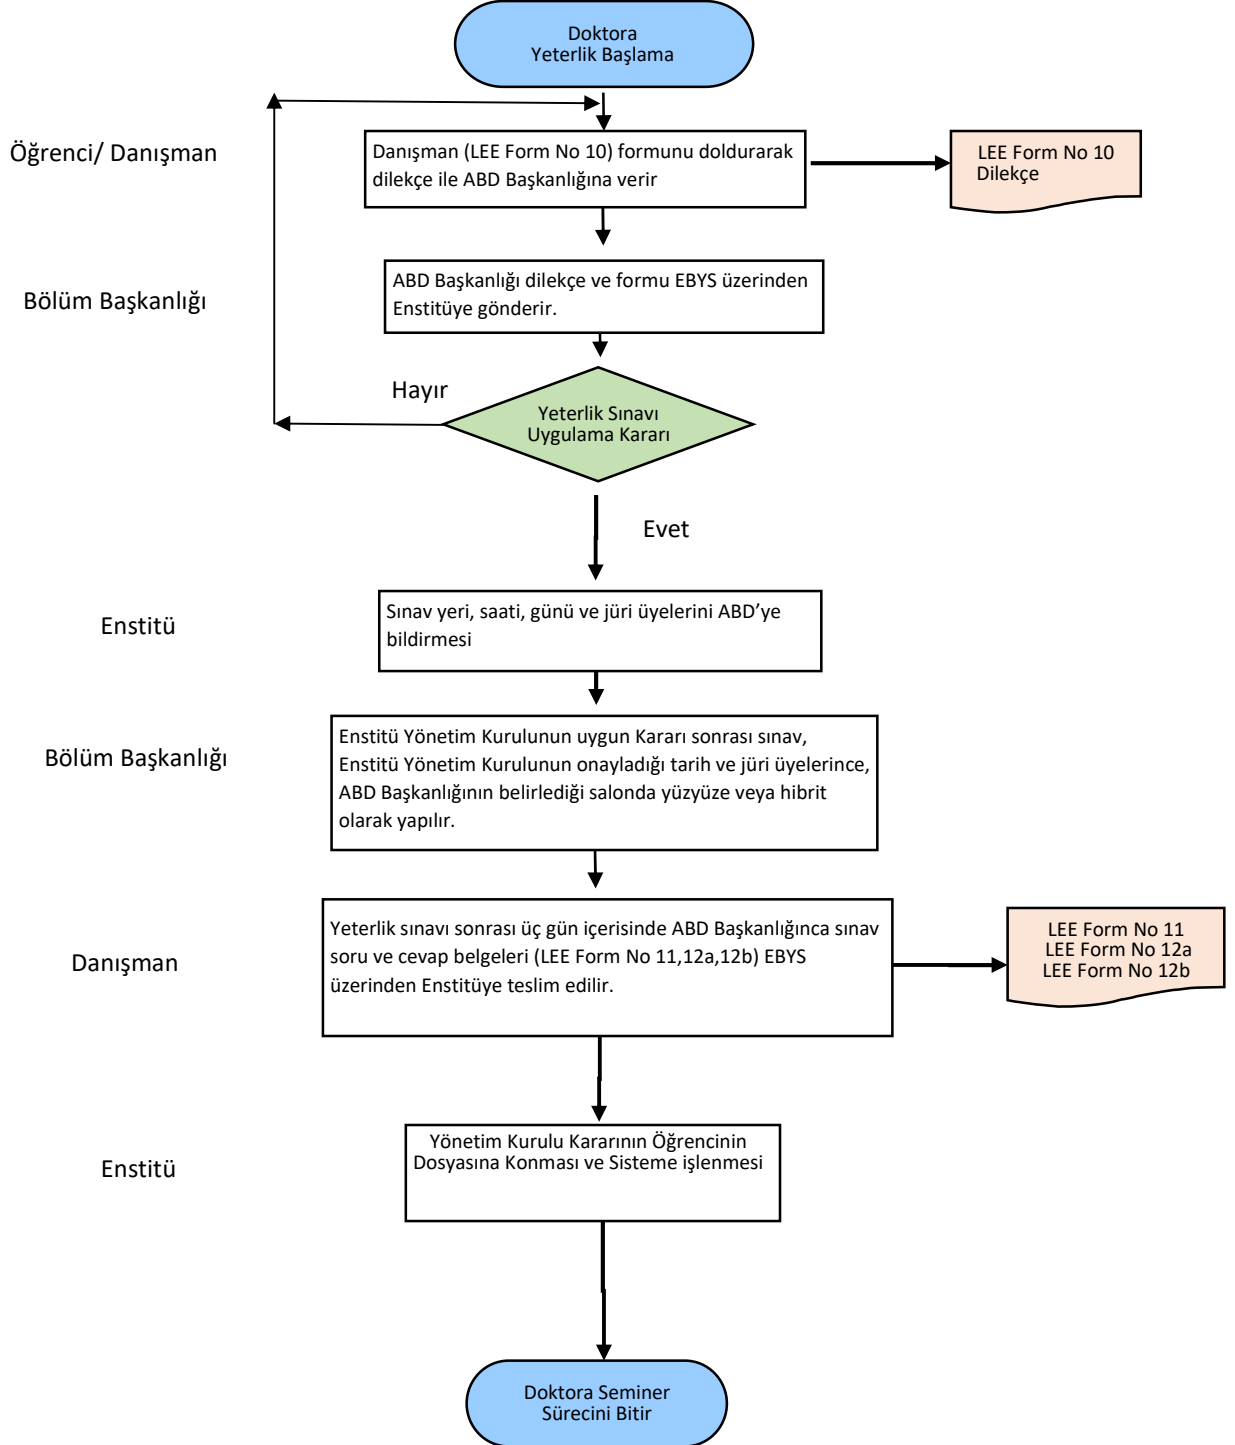 Doktora
Yeterlik Başlama
Öğrenci/ Danışman
Danışman (LEE Form No 10) formunu doldurarak
dilekçe ile ABD Başkanlığına verir
LEE Form No 10
Dilekçe
Bölüm Başkanlığı
ABD Başkanlığı dilekçe ve formu EBYS üzerinden
Enstitüye gönderir.
Hayır
Yeterlik Sınavı
Uygulama Kararı
Evet
Enstitü
Sınav yeri, saati, günü ve jüri üyelerini ABD’ye
bildirmesi
Bölüm Başkanlığı
Enstitü Yönetim Kurulunun uygun Kararı sonrası sınav,
Enstitü Yönetim Kurulunun onayladığı tarih ve jüri üyelerince,
ABD Başkanlığının belirlediği salonda yüzyüze veya hibrit
olarak yapılır.
Danışman
Yeterlik sınavı sonrası üç gün içerisinde ABD Başkanlığınca sınav
soru ve cevap belgeleri (LEE Form No 11,12a,12b) EBYS
üzerinden Enstitüye teslim edilir.
LEE Form No 11
LEE Form No 12a
LEE Form No 12b
Enstitü
Yönetim Kurulu Kararının Öğrencinin
Dosyasına Konması ve Sisteme işlenmesi
Doktora Seminer
Sürecini Bitir